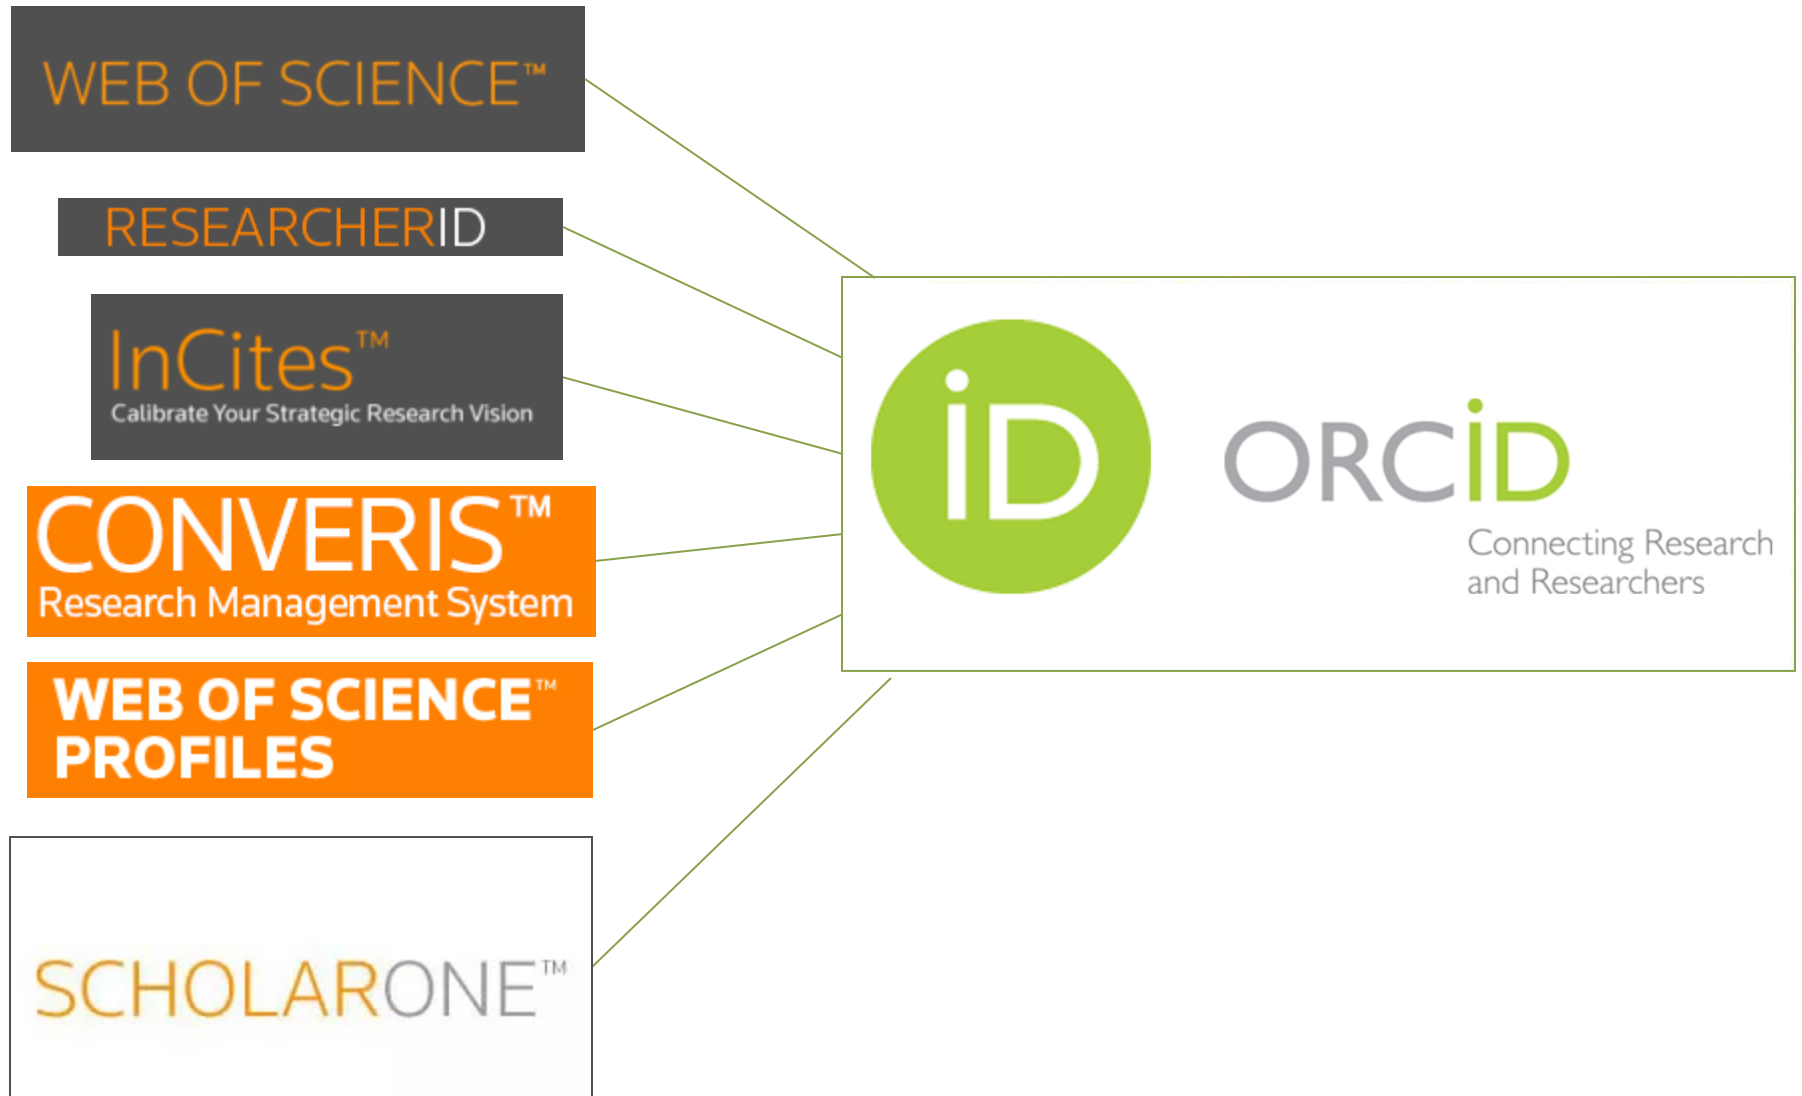 WEB OF SCIENCE™
RESEARCHERID
InCites™
Calibrate Your Strategic Research Vision
CONVERIS™
Research Management System
WEB OF SCIENCE™
PROFILES
SCHOLARONE™
iD
ORCiD
Connecting Research
and Researchers